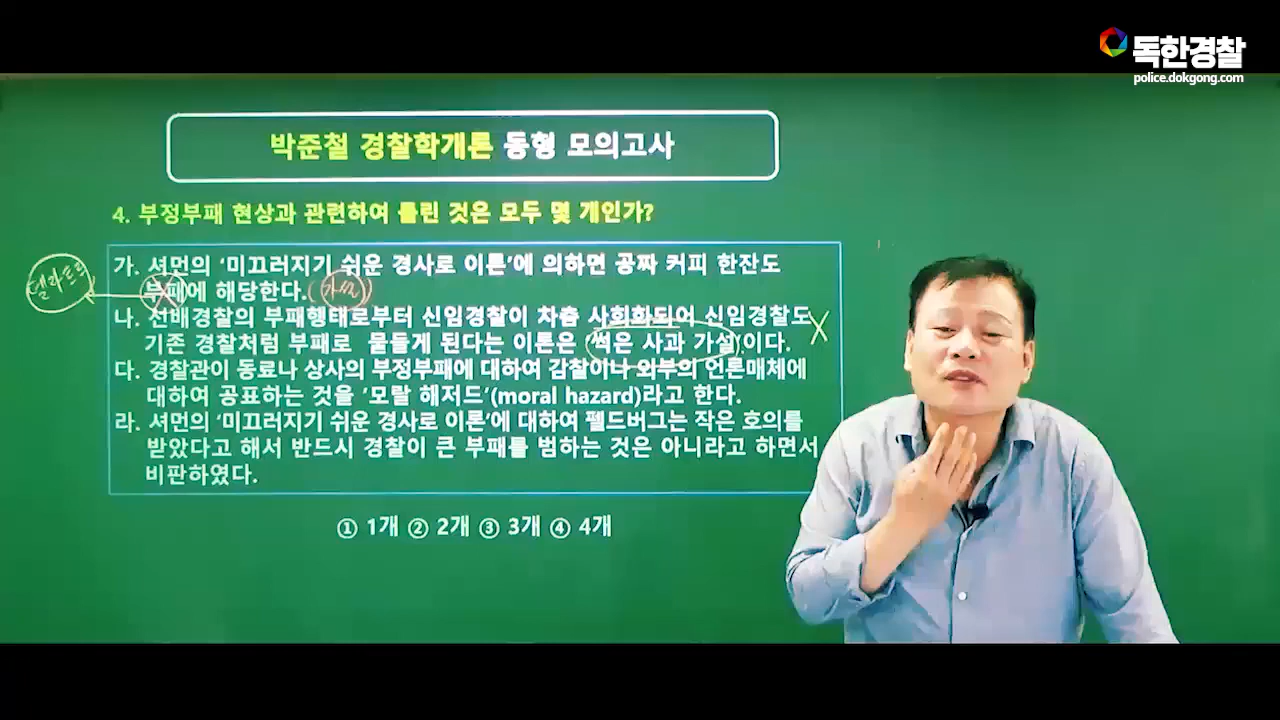 독한경찰
police.dokgong.com
박준철 경찰학개론 동형 모의고사
4. 부정부패 현상과 관련하여 틀린 것은 모두 몇 개인가?
가. 셔먼의 '미끄러지기 쉬운 경사로 이론'에 의하면 공짜 커피 한잔도
부패에 해당한다.
나. 선배경찰의 부패행태로부터 신임경찰이 차츰 사회화되어 신임경찰도
기존 경찰처럼 부패로 물들게 된다는 이론은 썩은 사과 가설이다.
다. 경찰관이 동료나 상사의 부정부패에 대하여 감찰이나 외부의 언론매체에
대하여 공표하는 것을 '모랄 해저드'(moral hazard)라고 한다.
라. 셔먼의 '미끄러지기 쉬운 경사로 이론'에 대하여 펠드버그는 작은 호의를
받았다고 해서 반드시 경찰이 큰 부패를 범하는 것은 아니라고 하면서
비판하였다.
① 1개 ② 2개 ③ 3개 ④ 4개